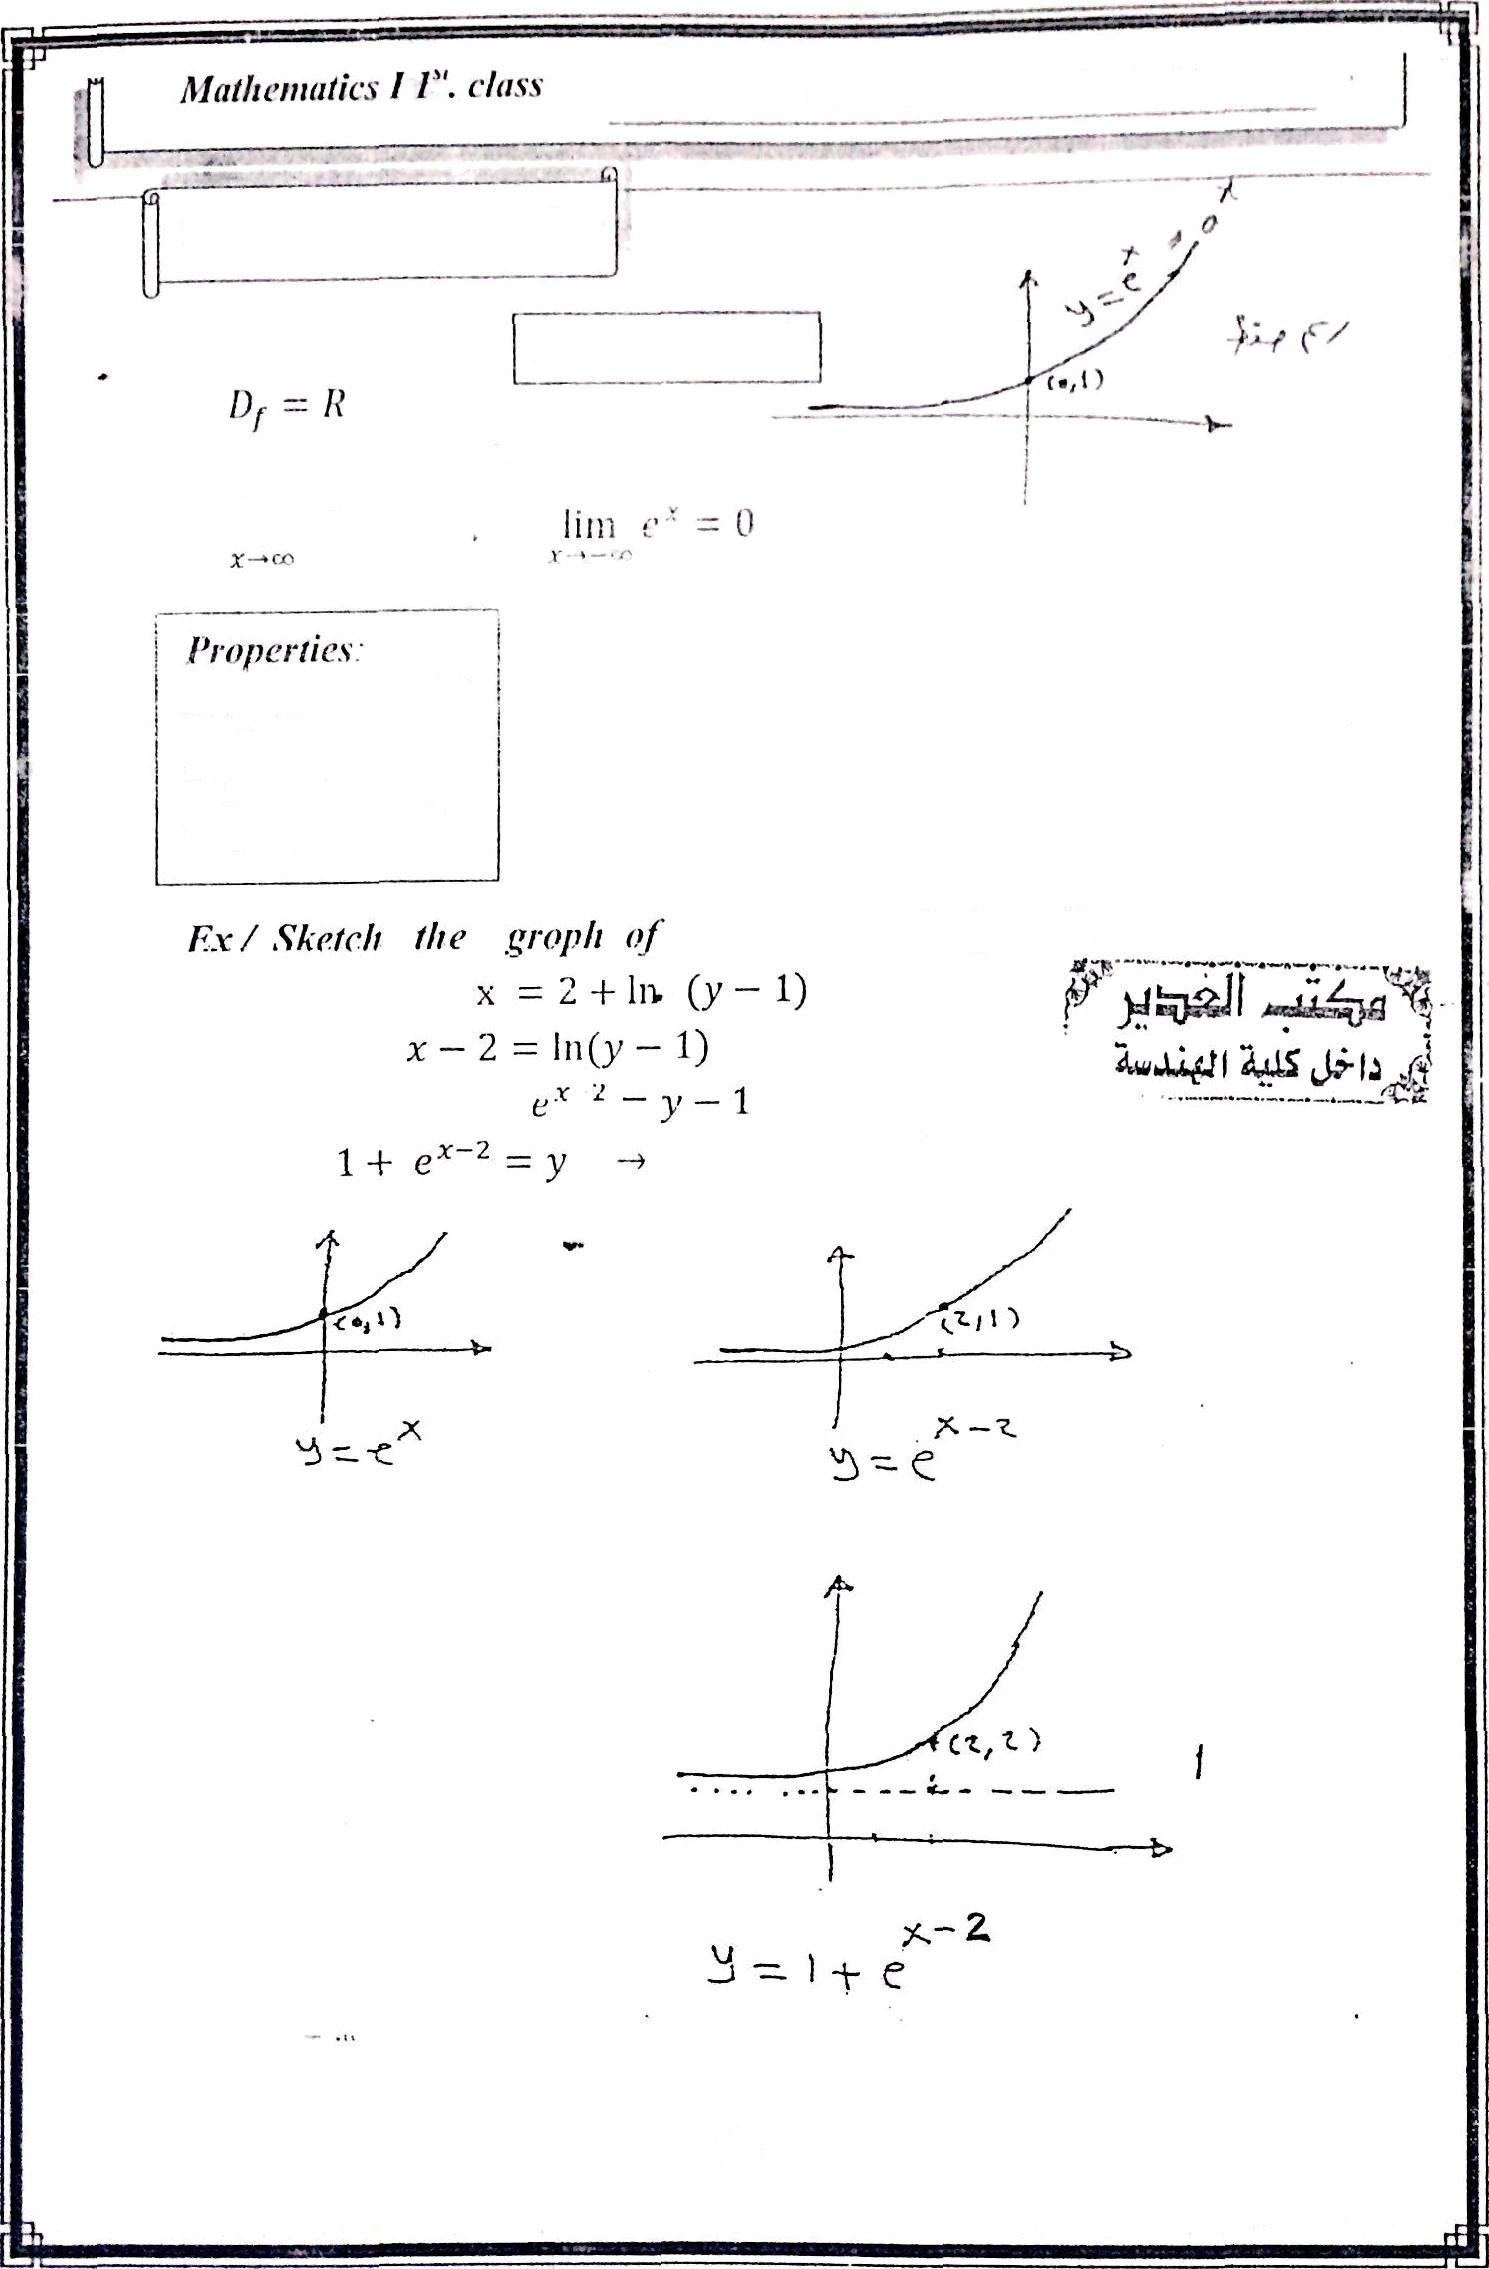 Mathematics I 1st. class
y = e^x
(0,1)
D_f = R
lim e^x = 0
x→∞ x→-∞
Properties:
Ex / Sketch the groph of
x = 2 + ln (y − 1)
x − 2 = ln(y − 1)
e^x 2 − y − 1
1 + e^{x−2} = y →
مكتب الغدير
داخل كلية الهندسة
(0,1)
y = e^x
(2,1)
y = e^{x-2}
(2,2)
1
y = 1 + e^{x-2}